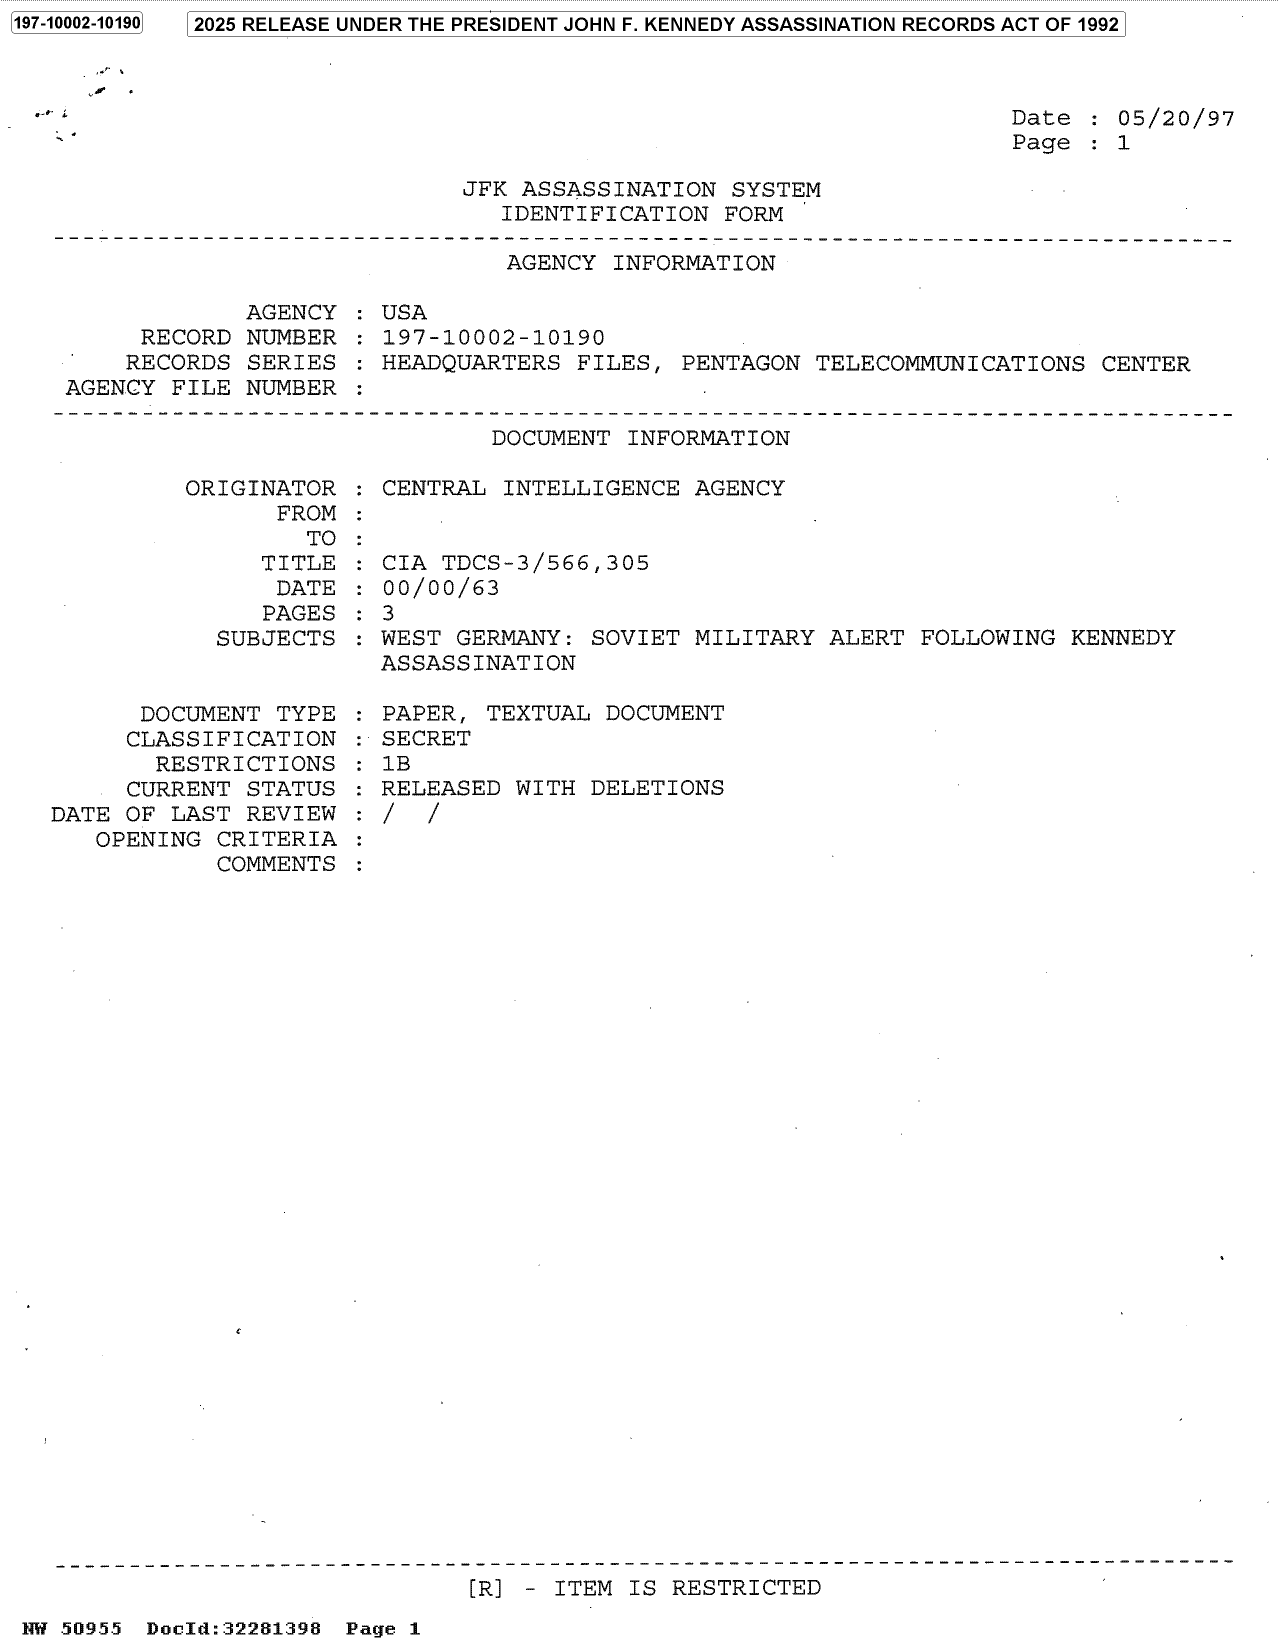 197-10002-10190
2025 RELEASE UNDER THE PRESIDENT JOHN F. KENNEDY ASSASSINATION RECORDS ACT OF 1992
Date : 05/20/97
Page : 1
JFK ASSASSINATION SYSTEM
IDENTIFICATION FORM
AGENCY INFORMATION
AGENCY : USA
RECORD NUMBER : 197-10002-10190
RECORDS SERIES : HEADQUARTERS FILES, PENTAGON TELECOMMUNICATIONS CENTER
AGENCY FILE NUMBER :
DOCUMENT INFORMATION
ORIGINATOR : CENTRAL INTELLIGENCE AGENCY
FROM :
TO :
TITLE : CIA TDCS-3/566,305
DATE : 00/00/63
PAGES : 3
SUBJECTS : WEST GERMANY: SOVIET MILITARY ALERT FOLLOWING KENNEDY
ASSASSINATION
DOCUMENT TYPE : PAPER, TEXTUAL DOCUMENT
CLASSIFICATION : SECRET
RESTRICTIONS : 1B
CURRENT STATUS : RELEASED WITH DELETIONS
DATE OF LAST REVIEW : / /
OPENING CRITERIA :
COMMENTS :
[R] - ITEM IS RESTRICTED
NW 50955 DocId:32281398 Page 1